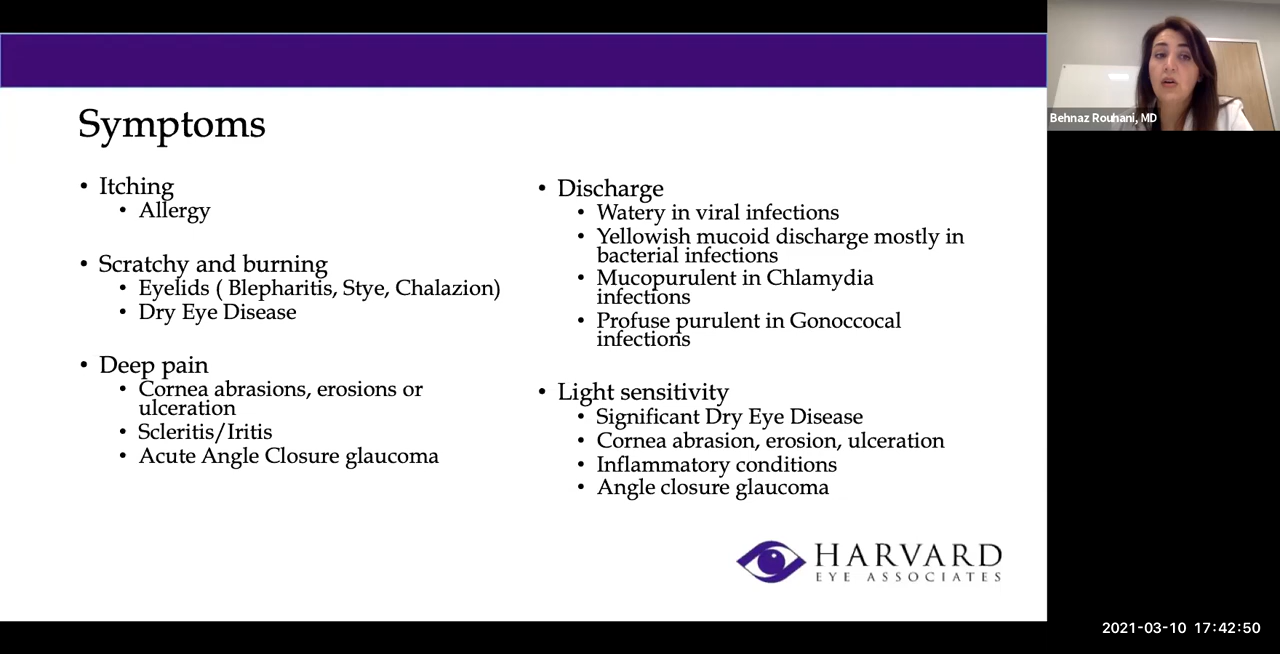 Symptoms
• Itching
• Allergy
• Scratchy and burning
• Eyelids ( Blepharitis, Stye, Chalazion)
• Dry Eye Disease
• Deep pain
• Cornea abrasions, erosions or
ulceration
• Scleritis/Iritis
• Acute Angle Closure glaucoma
• Discharge
• Watery in viral infections
• Yellowish mucoid discharge mostly in
bacterial infections
• Mucopurulent in Chlamydia
infections
• Profuse purulent in Gonoccocal
infections
• Light sensitivity
• Significant Dry Eye Disease
• Cornea abrasion, erosion, ulceration
• Inflammatory conditions
• Angle closure glaucoma
HARVARD
EYE ASSOCIATES
Behnaz Rouhani, MD
2021-03-10 17:42:50